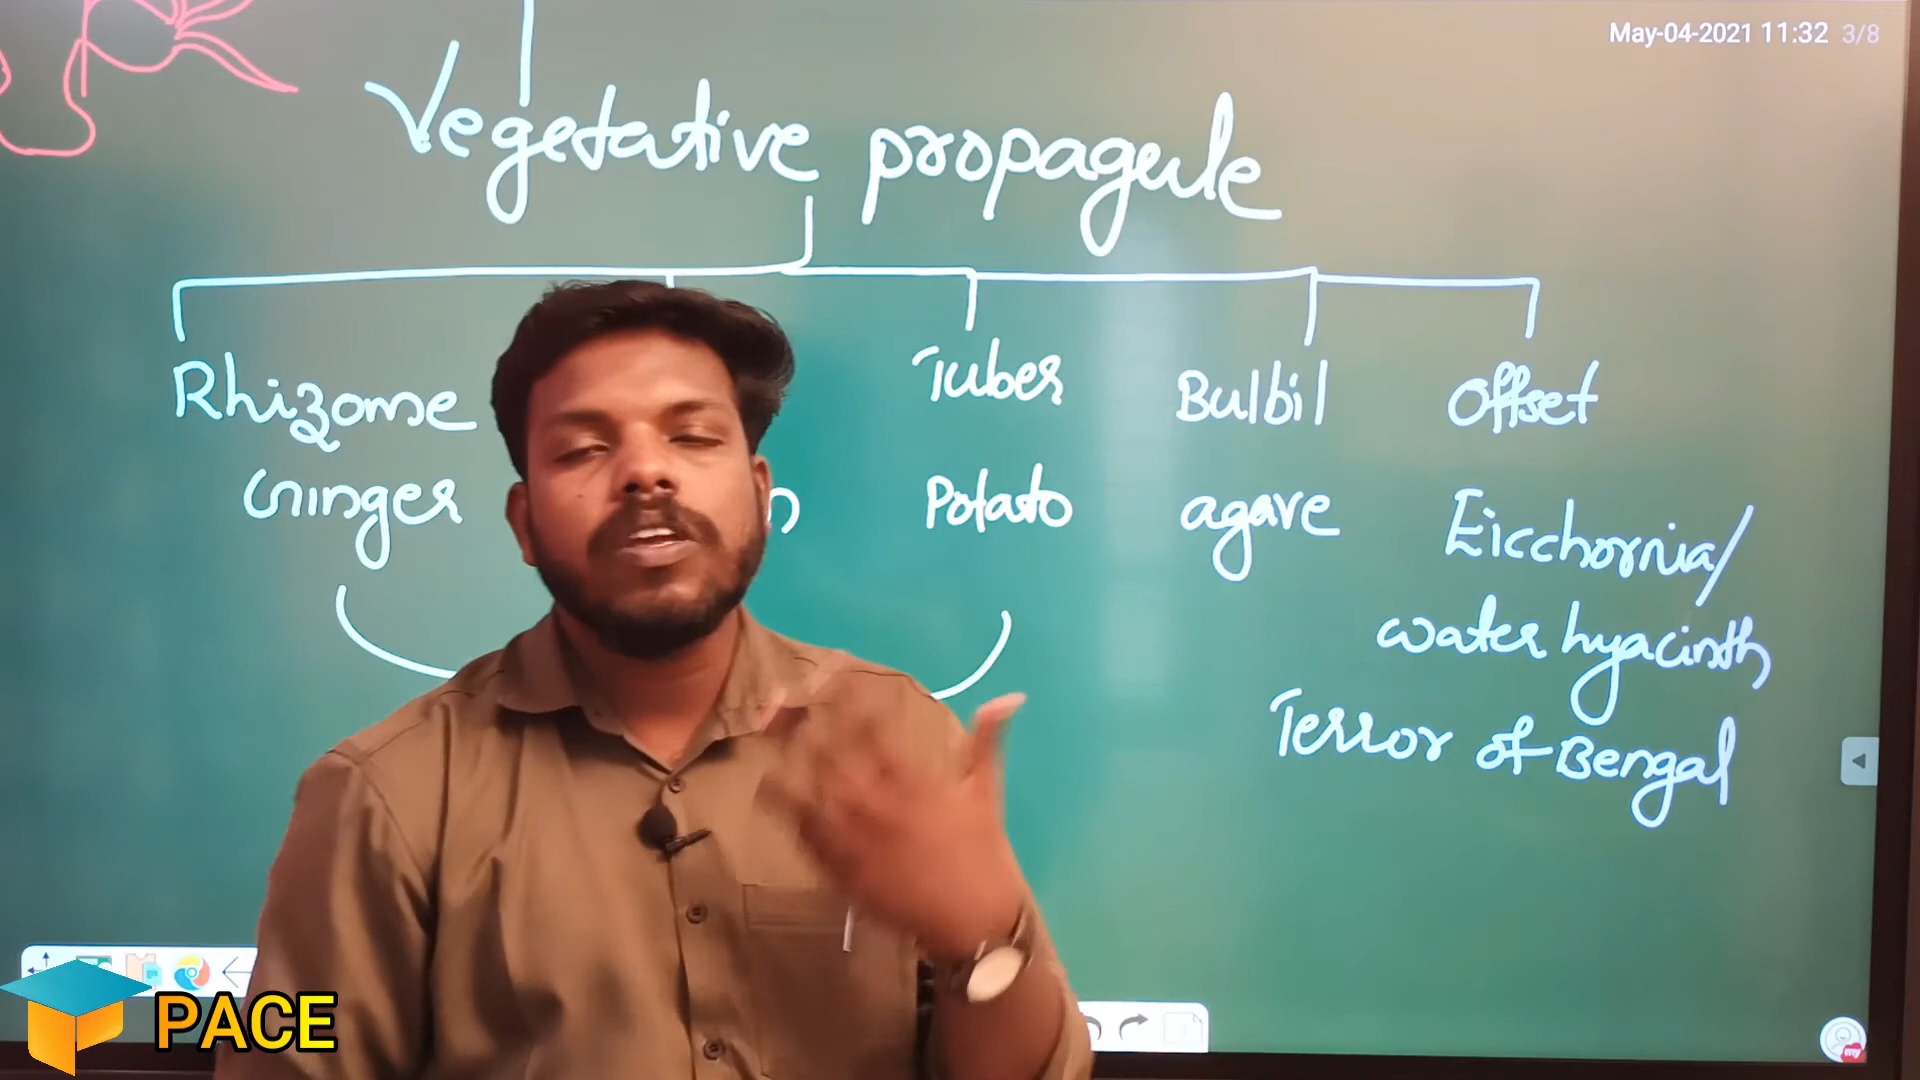 May-04-2021 11:32 3/8
Vegetative propagule
Rhizome Tuber Bulbil offset
Ginger Potato agave Eicchornia/
water hyacinth
Terror of Bengal
PACE